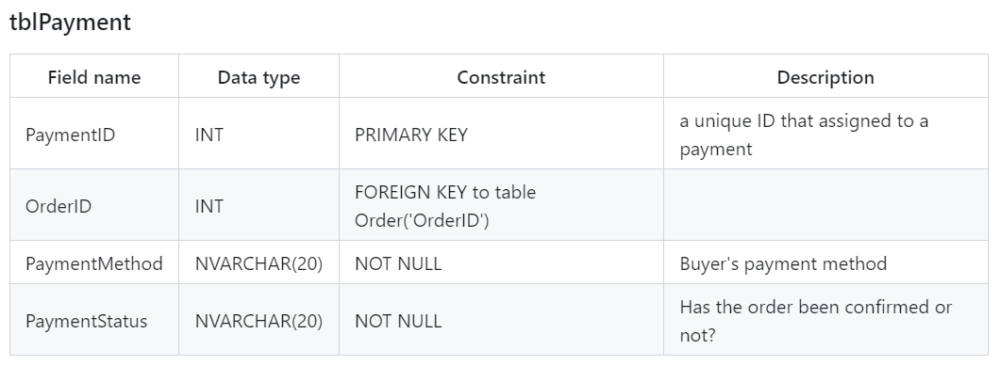 tblPayment
Field name Data type Constraint Description
PaymentID INT PRIMARY KEY a unique ID that assigned to a
payment
OrderID INT FOREIGN KEY to table
Order('OrderID')
PaymentMethod NVARCHAR(20) NOT NULL Buyer's payment method
PaymentStatus NVARCHAR(20) NOT NULL Has the order been confirmed or
not?